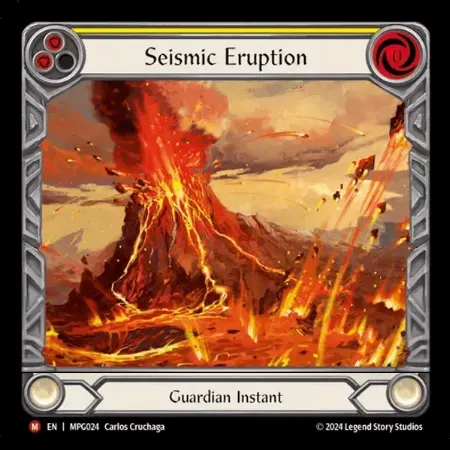 Seismic Eruption
Guardian Instant
M EN | MPG024 Carlos Cruchaga
© 2024 Legend Story Studios